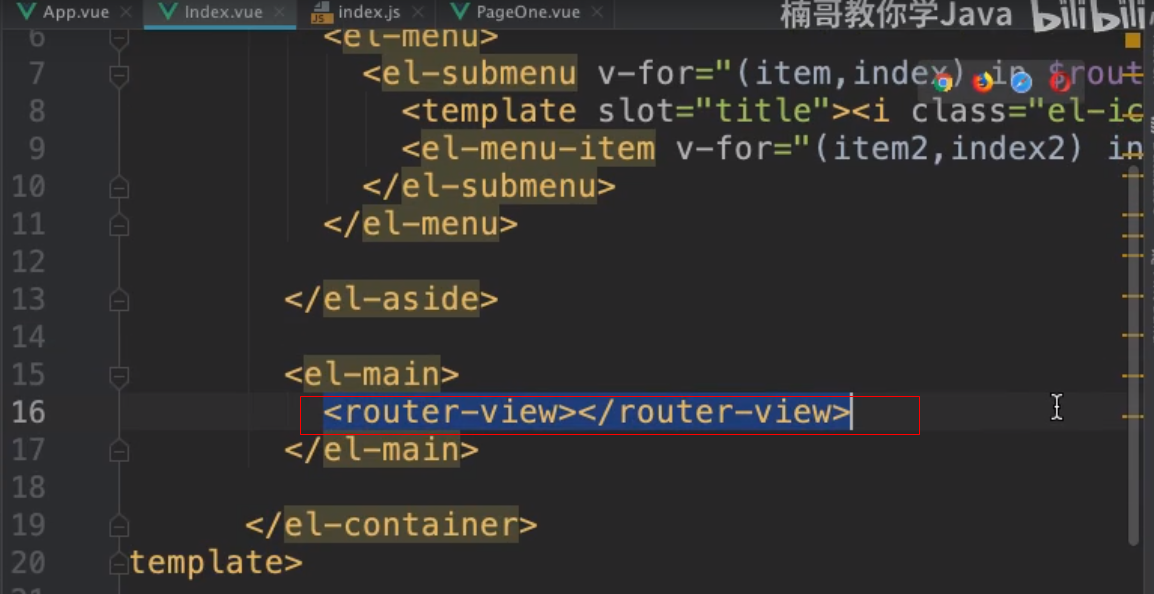 App.vue × Index.vue × index.js × PageOne.vue ×
楠哥教你学Java bilibili
6 <el-menu>
7 <el-submenu v-for="(item,index) in $rout
8 <template slot="title"><i class="el-ic
9 <el-menu-item v-for="(item2,index2) in
10 </el-submenu>
11 </el-menu>
12
13 </el-aside>
14
15 <el-main>
16 <router-view></router-view>
17 </el-main>
18
19 </el-container>
20 template>